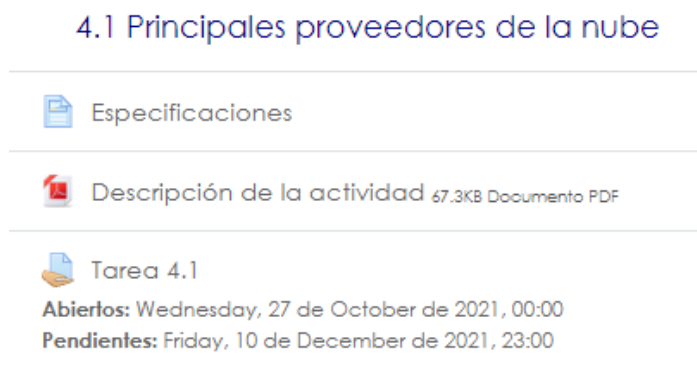 4.1 Principales proveedores de la nube
Especificaciones
Descripción de la actividad 67.3KB Documento PDF
Tarea 4.1
Abiertos: Wednesday, 27 de October de 2021, 00:00
Pendientes: Friday, 10 de December de 2021, 23:00